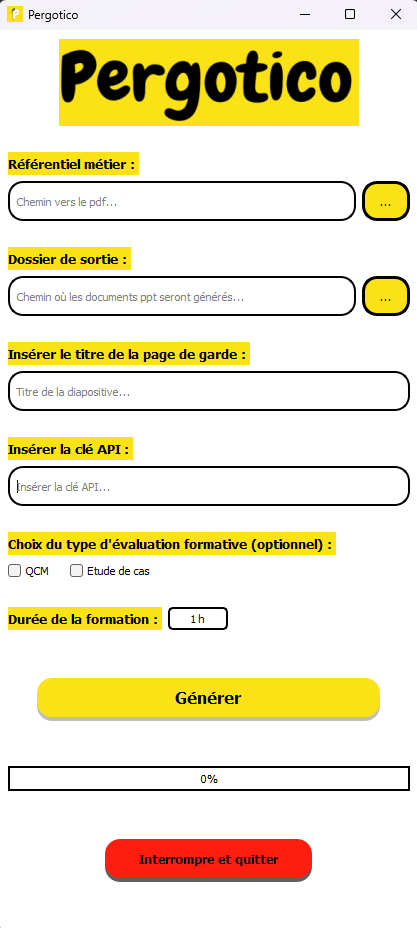 Pergotico
Pergotico
Référentiel métier :
Chemin vers le pdf...
...
Dossier de sortie :
Chemin où les documents ppt seront générés...
...
Insérer le titre de la page de garde :
Titre de la diapositive...
Insérer la clé API :
Insérer la clé API...
Choix du type d'évaluation formative (optionnel) :
QCM Etude de cas
Durée de la formation : 1 h
Générer
0%
Interrompre et quitter